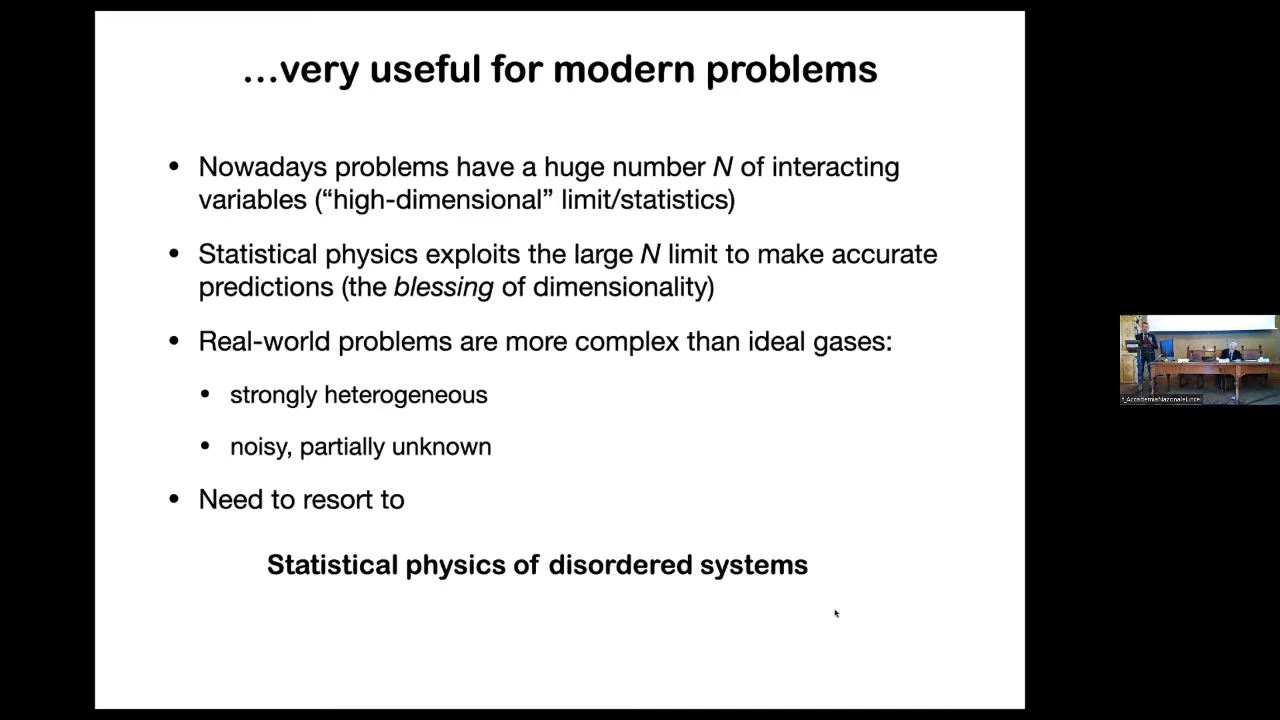 ...very useful for modern problems
• Nowadays problems have a huge number N of interacting
variables (“high-dimensional” limit/statistics)
• Statistical physics exploits the large N limit to make accurate
predictions (the blessing of dimensionality)
• Real-world problems are more complex than ideal gases:
• strongly heterogeneous
• noisy, partially unknown
• Need to resort to
Statistical physics of disordered systems